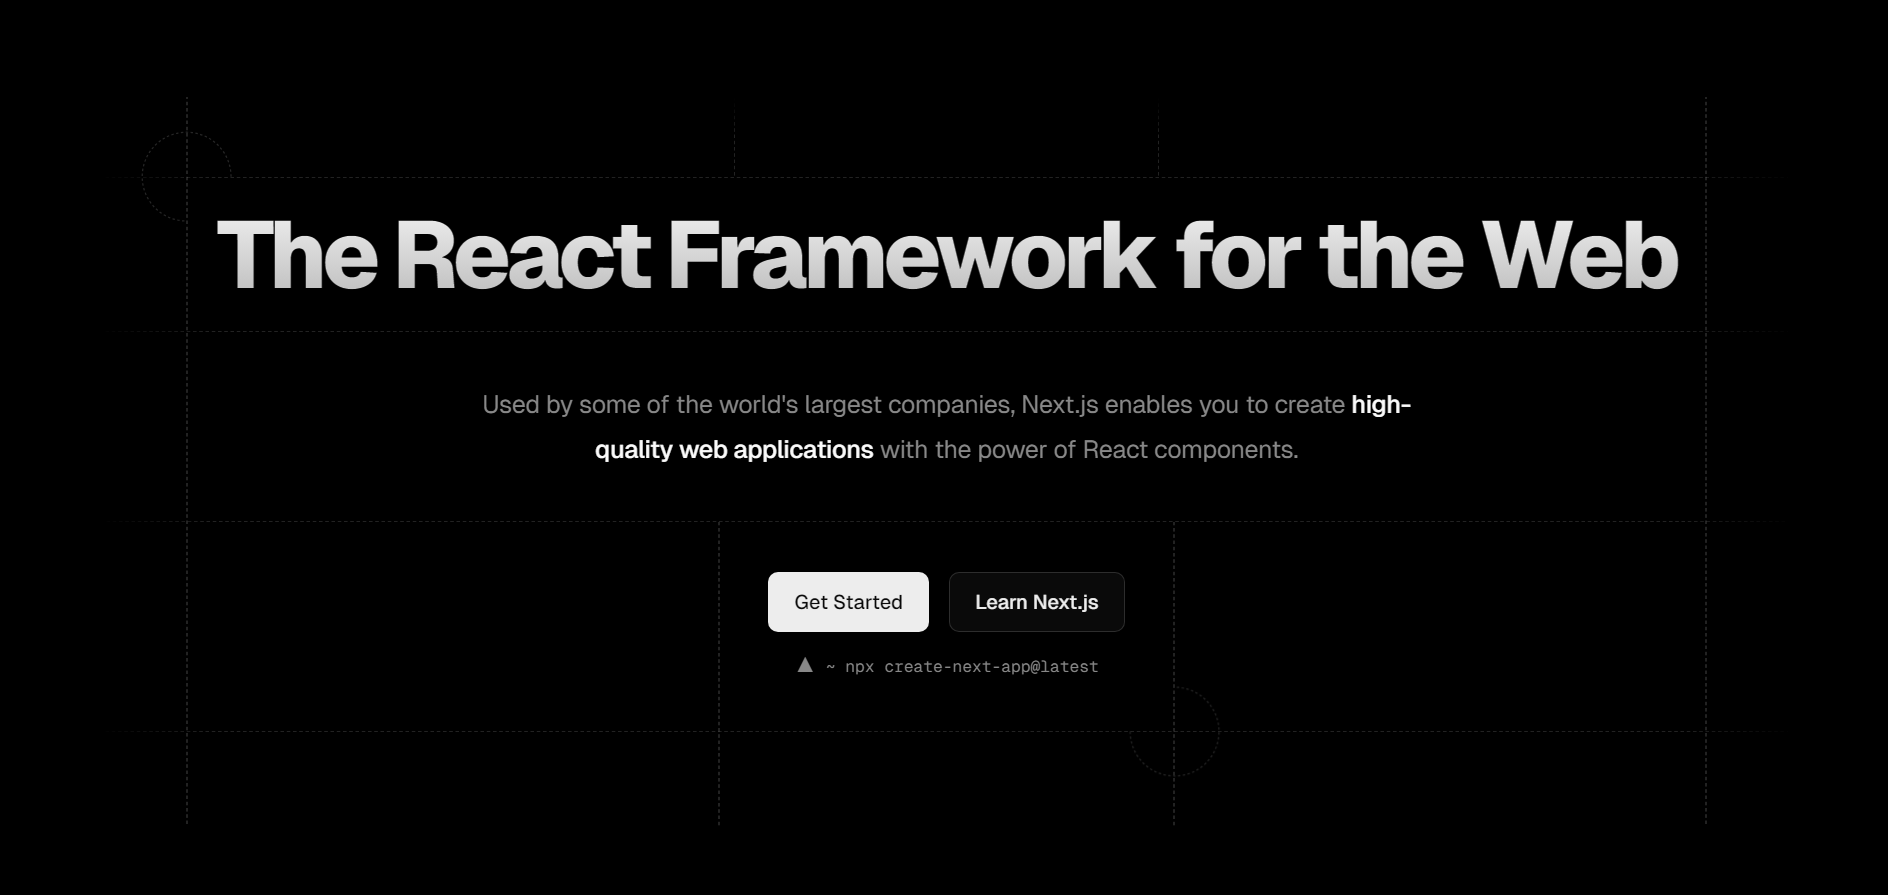 The React Framework for the Web
Used by some of the world's largest companies, Next.js enables you to create high-
quality web applications with the power of React components.
Get Started
Learn Next.js
~ npx create-next-app@latest